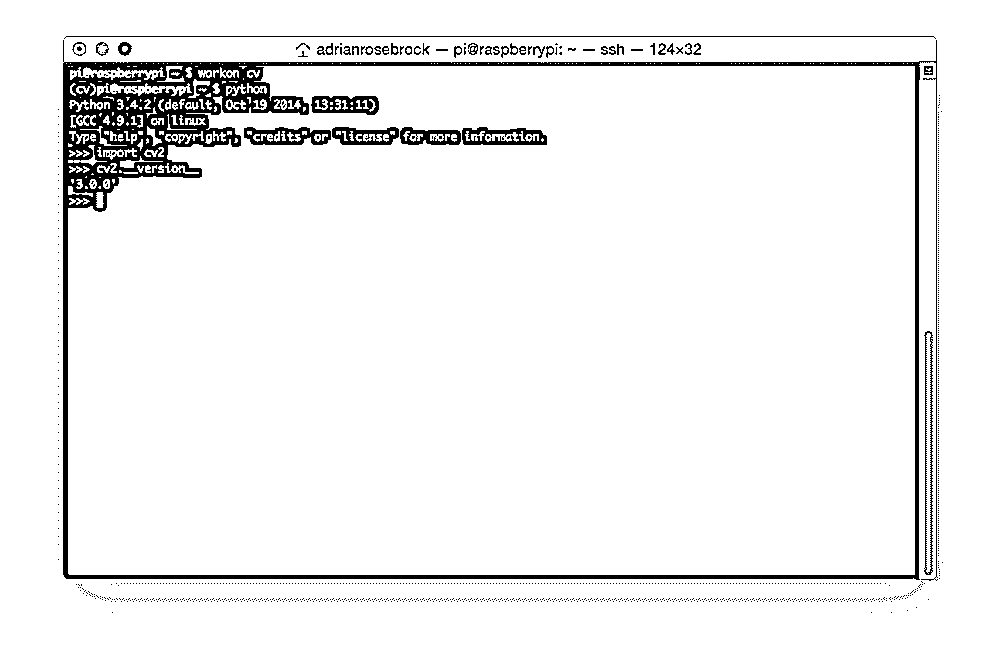 adrianrosebrock — pi@raspberrypi: ~ — ssh — 124×32
pi@raspberrypi ~ $ workon cv
(cv)pi@raspberrypi ~ $ python
Python 3.4.2 (default, Oct 19 2014, 13:31:11)
[GCC 4.9.1] on linux
Type "help", "copyright", "credits" or "license" for more information.
>>> import cv2
>>> cv2.__version__
'3.0.0'
>>>